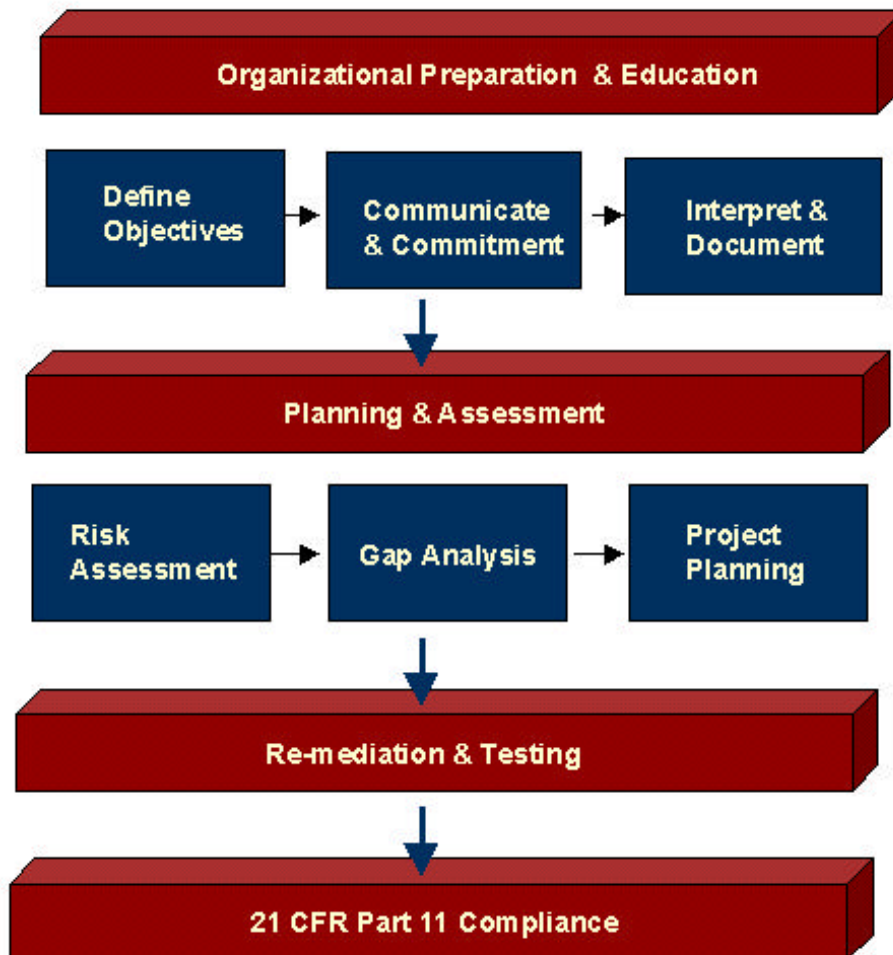 Organizational Preparation & Education
Define
Objectives
Communicate
& Commitment
Interpret &
Document
Planning & Assessment
Risk
Assessment
Gap Analysis
Project
Planning
Re-mediation & Testing
21 CFR Part 11 Compliance